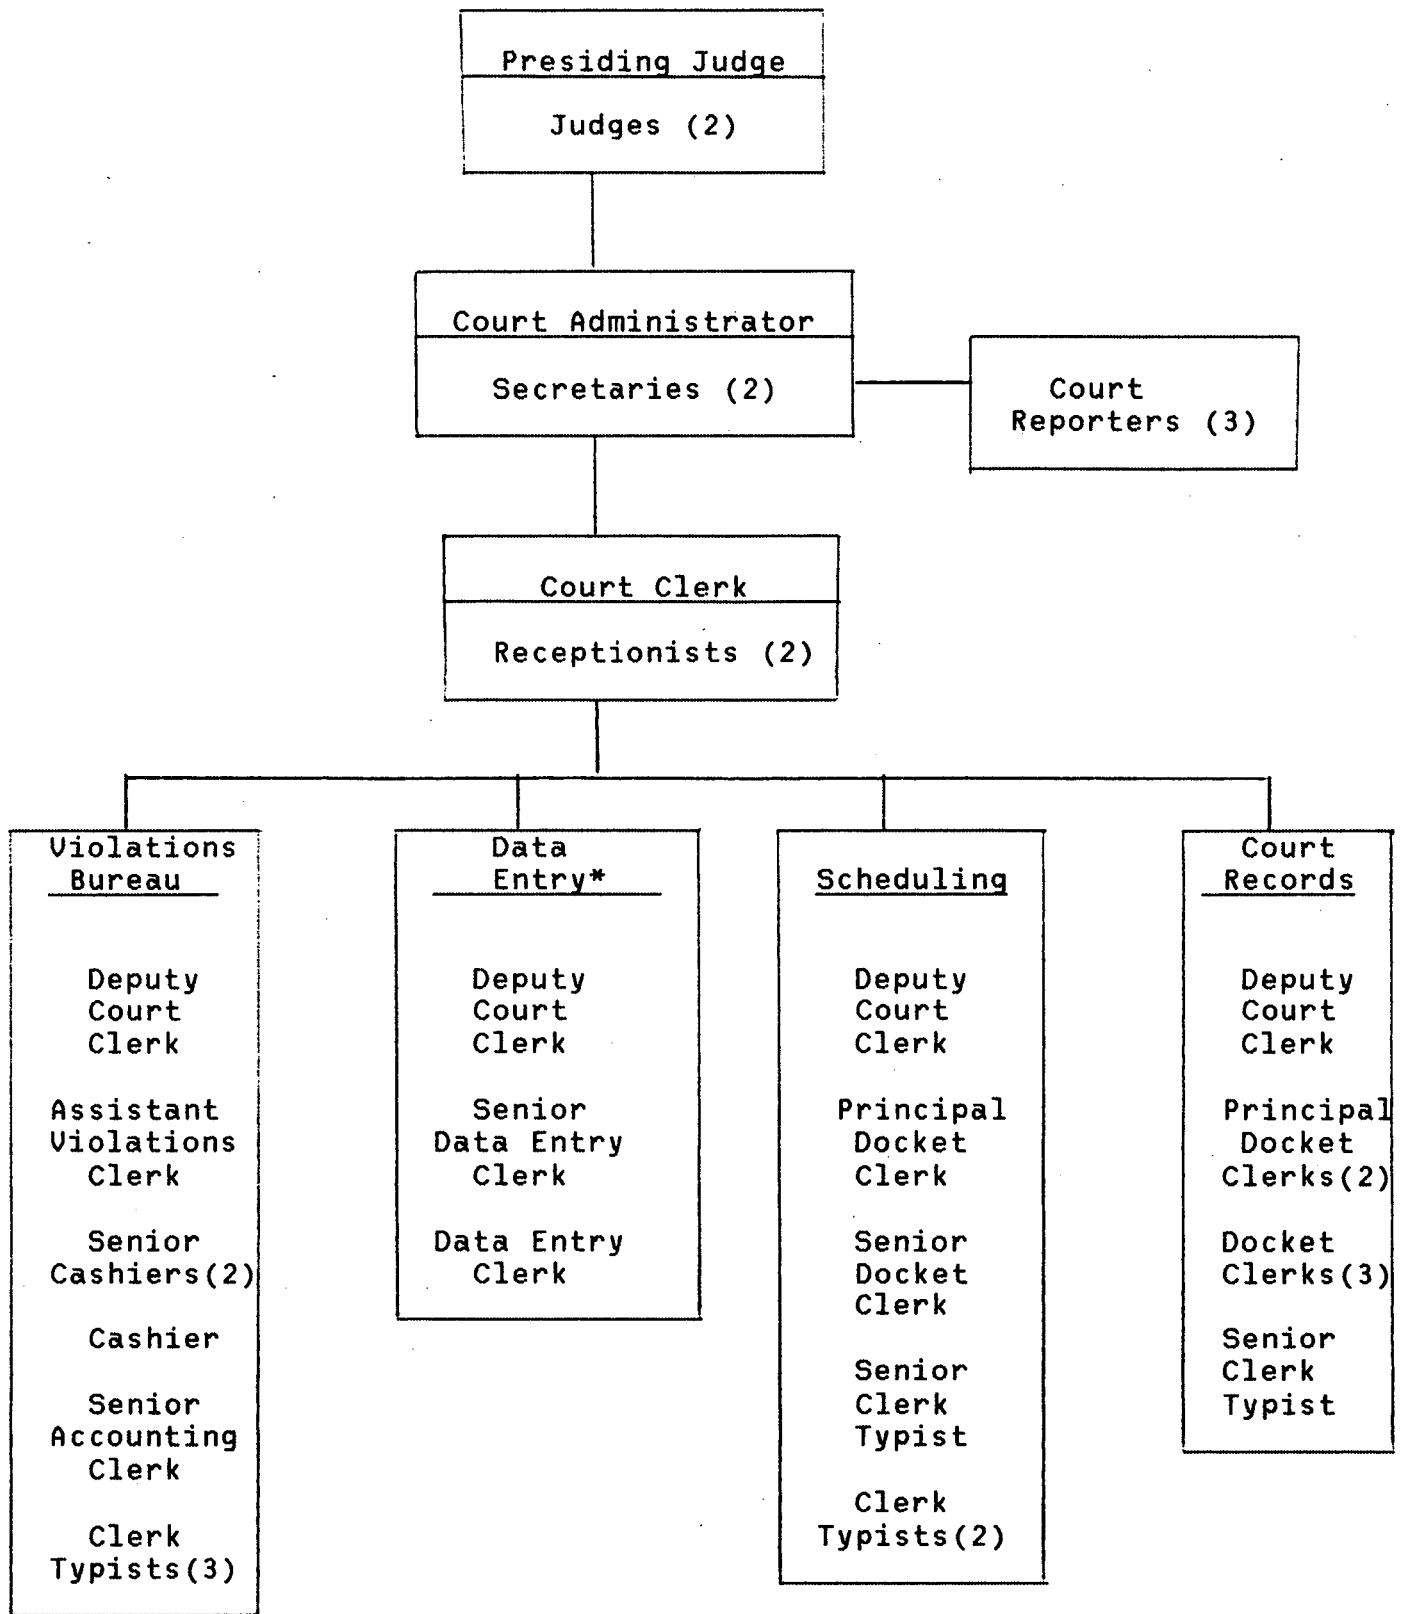 Presiding Judge
Judges (2)
Court Administrator
Secretaries (2)
Court
Reporters (3)
Court Clerk
Receptionists (2)
Violations
Bureau
Deputy
Court
Clerk
Assistant
Violations
Clerk
Senior
Cashiers(2)
Cashier
Senior
Accounting
Clerk
Clerk
Typists(3)
Data
Entry*
Deputy
Court
Clerk
Senior
Data Entry
Clerk
Data Entry
Clerk
Scheduling
Deputy
Court
Clerk
Principal
Docket
Clerk
Senior
Docket
Clerk
Senior
Clerk
Typist
Clerk
Typists(2)
Court
Records
Deputy
Court
Clerk
Principal
Docket
Clerks(2)
Docket
Clerks(3)
Senior
Clerk
Typist